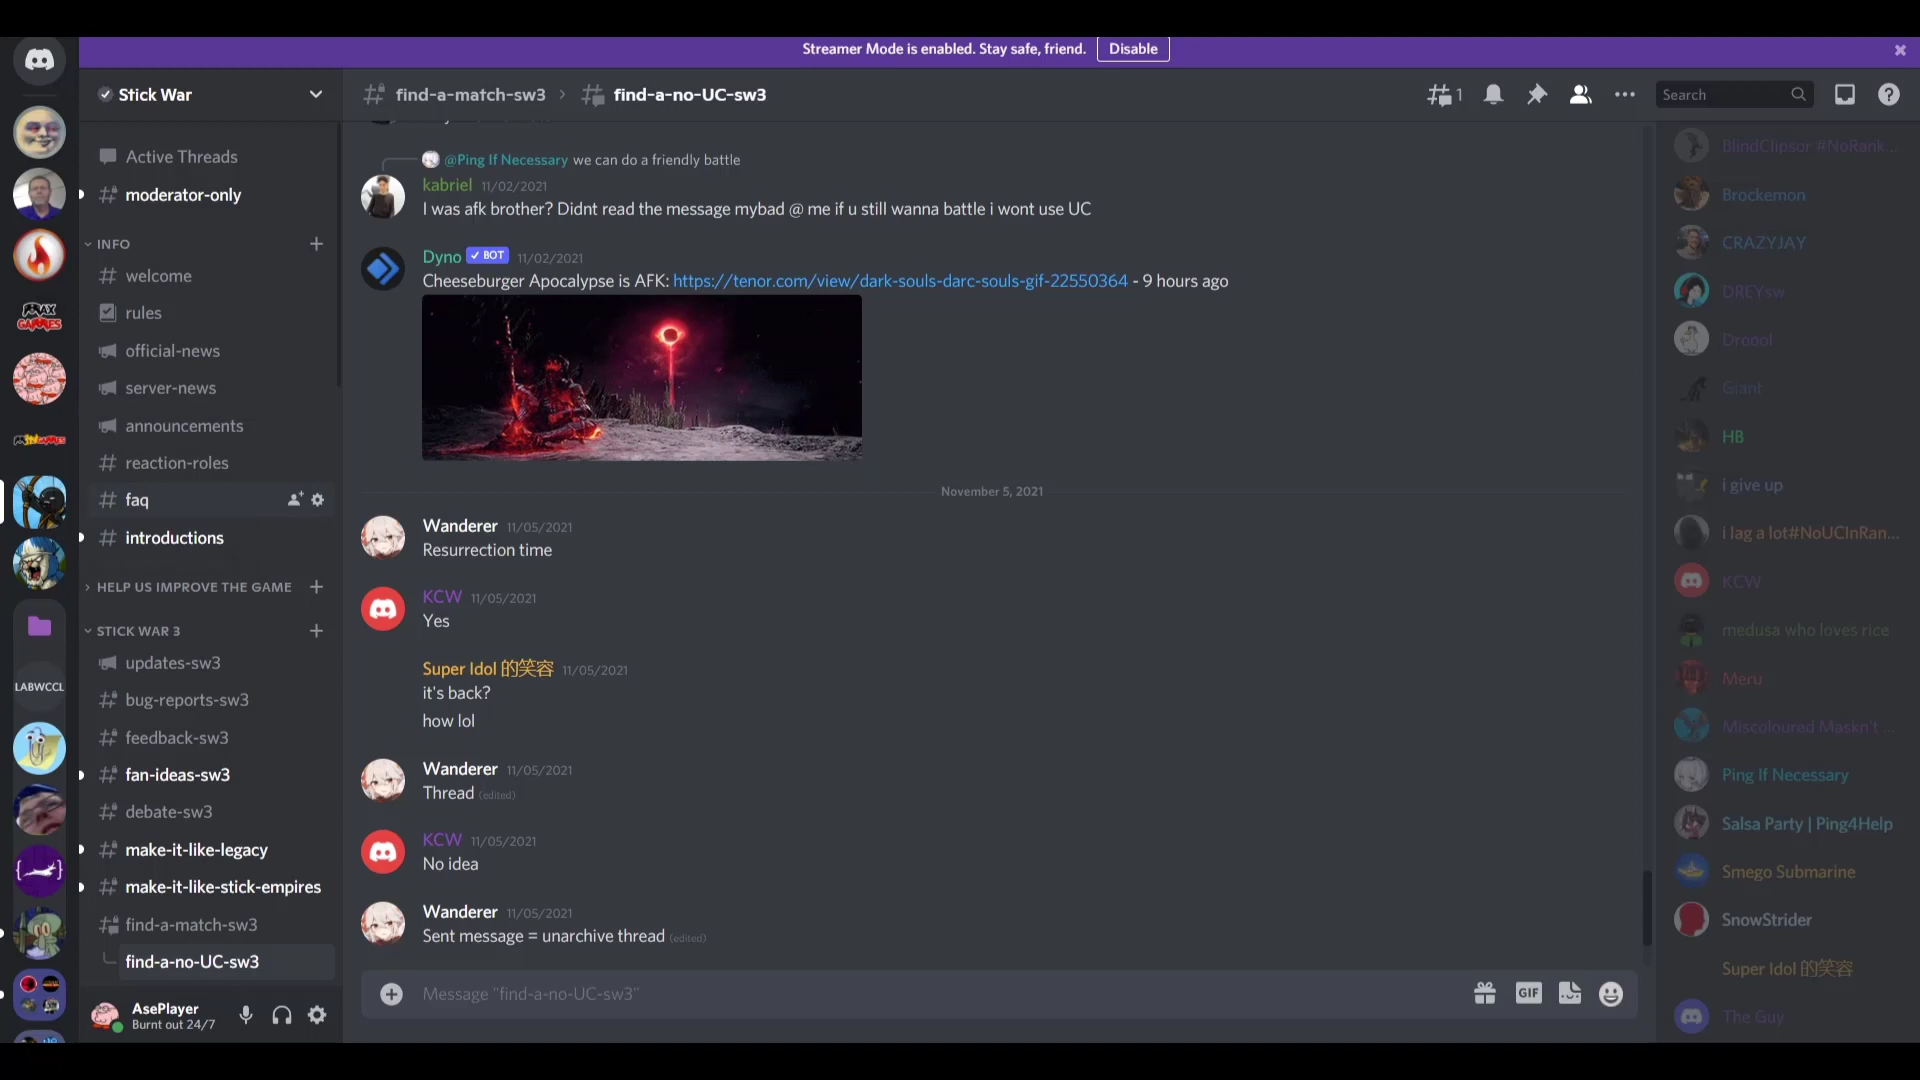 Streamer Mode is enabled. Stay safe, friend. Disable
Stick War
find-a-match-sw3 > find-a-no-UC-sw3
1
Search
Active Threads
moderator-only
INFO
welcome
rules
official-news
server-news
announcements
reaction-roles
faq
introductions
HELP US IMPROVE THE GAME
STICK WAR 3
updates-sw3
bug-reports-sw3
feedback-sw3
fan-ideas-sw3
debate-sw3
make-it-like-legacy
make-it-like-stick-empires
find-a-match-sw3
find-a-no-UC-sw3
LABWCCL
AsePlayer
Burnt out 24/7
@Ping If Necessary we can do a friendly battle
kabriel 11/02/2021
I was afk brother? Didnt read the message mybad @ me if u still wanna battle i wont use UC
Dyno ✓ BOT 11/02/2021
Cheeseburger Apocalypse is AFK: https://tenor.com/view/dark-souls-darc-souls-gif-22550364 - 9 hours ago
November 5, 2021
Wanderer 11/05/2021
Resurrection time
KCW 11/05/2021
Yes
Super Idol 的笑容 11/05/2021
it's back?
how lol
Wanderer 11/05/2021
Thread (edited)
KCW 11/05/2021
No idea
Wanderer 11/05/2021
Sent message = unarchive thread (edited)
Message "find-a-no-UC-sw3"
GIF
BlindClipsor #NoRank...
Brockemon
CRAZYJAY
DREYsw
Droool
Giant
HB
i give up
i lag a lot#NoUCInRan...
KCW
medusa who loves rice
Meru
Miscoloured Maskn't ...
Ping If Necessary
Salsa Party | Ping4Help
Smego Submarine
SnowStrider
Super Idol 的笑容
The Guy